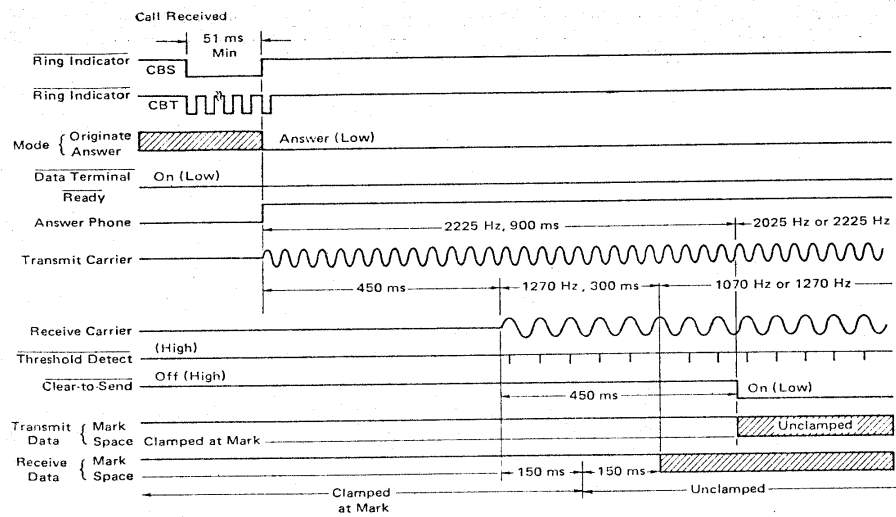 Call Received
51 ms
Min
Ring Indicator
CBS
Ring Indicator
CBT
Mode { Originate
Answer
Answer (Low)
Data Terminal
Ready
On (Low)
Answer Phone
2225 Hz, 900 ms
2025 Hz or 2225 Hz
Transmit Carrier
450 ms
1270 Hz, 300 ms
1070 Hz or 1270 Hz
Receive Carrier
Threshold Detect
(High)
Clear-to-Send
Off (High)
450 ms
On (Low)
Transmit { Mark
Data Space
Clamped at Mark
Unclamped
Receive { Mark
Data Space
150 ms
150 ms
Clamped
at Mark
Unclamped